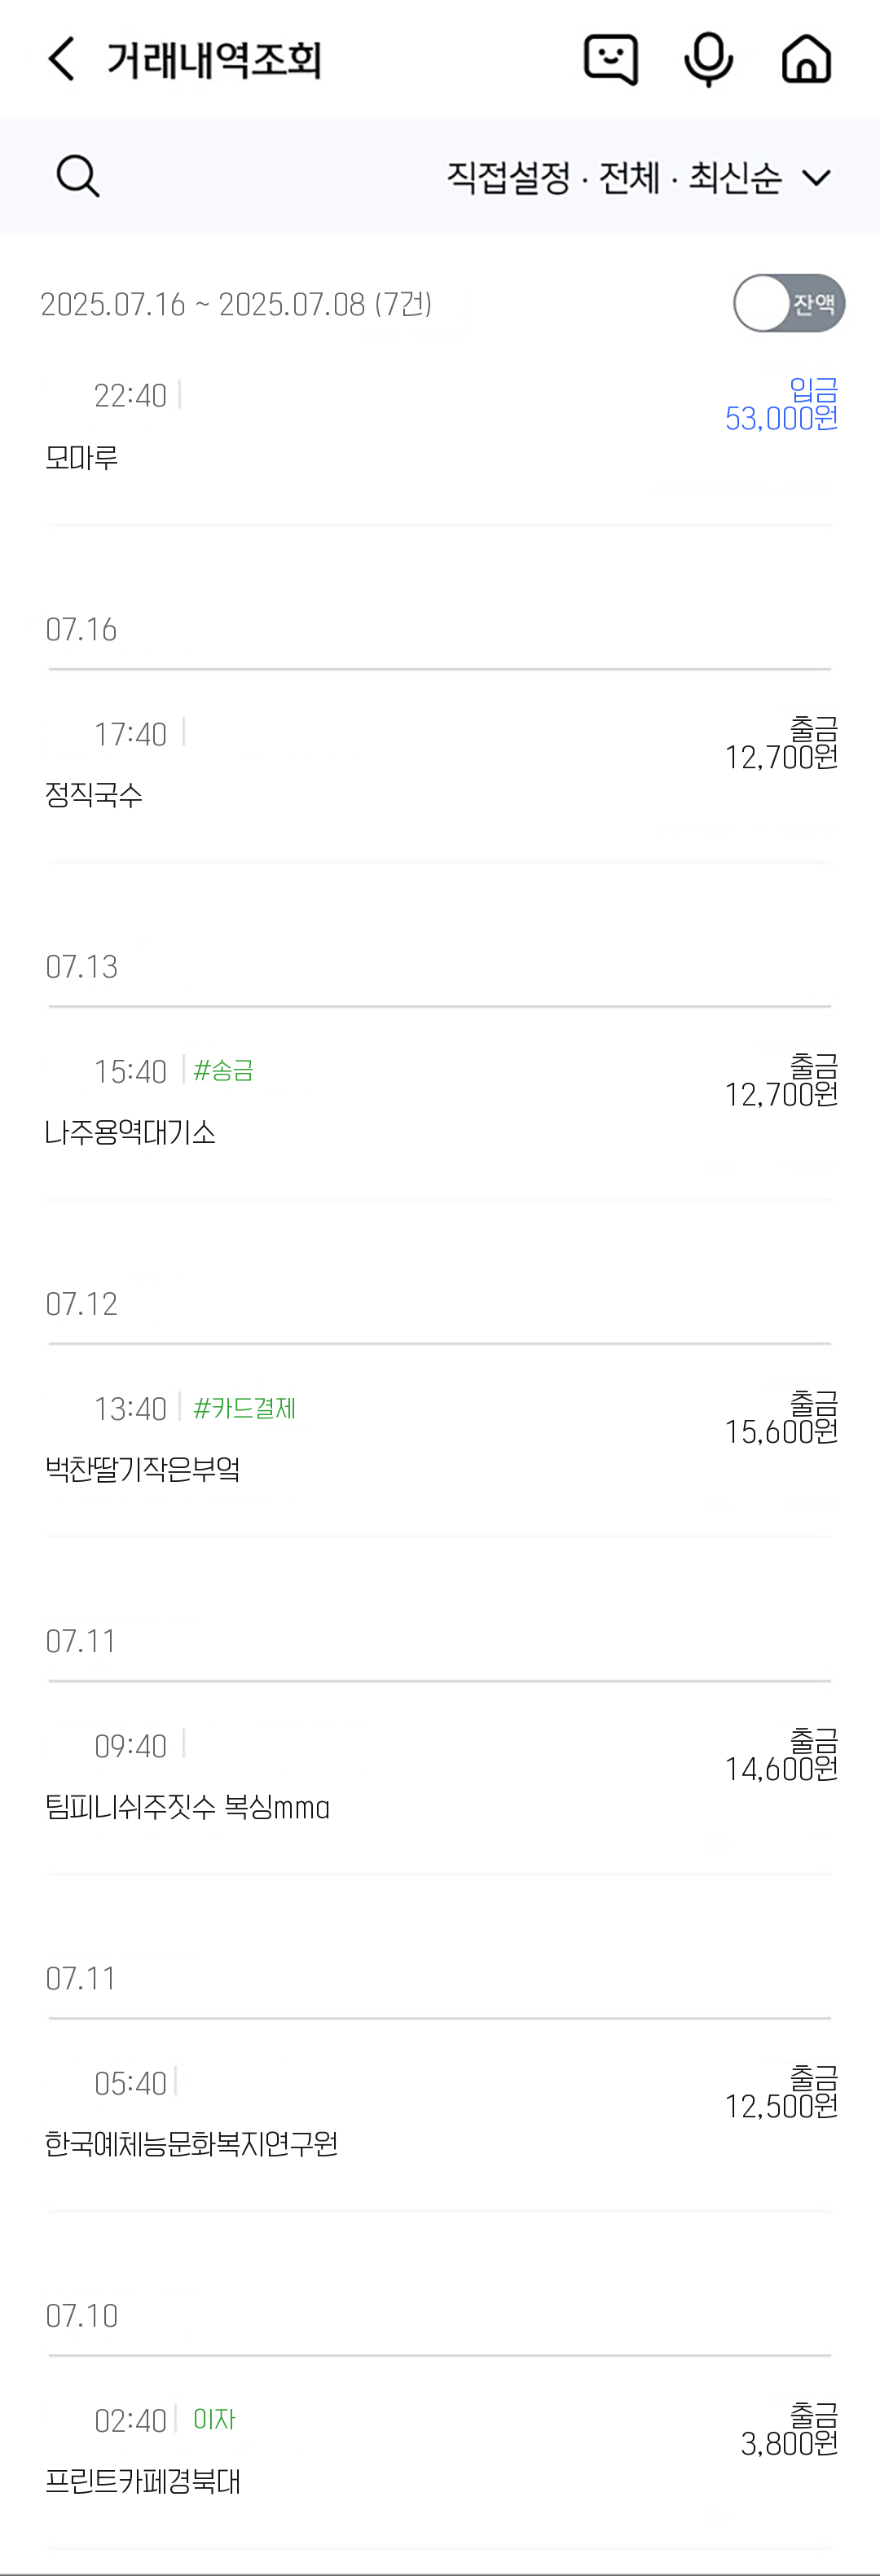 거래내역조회
직접설정 · 전체 · 최신순
2025.07.16 ~ 2025.07.08 (7건)
잔액
22:40
입금
53,000원
모마루
07.16
17:40
출금
12,700원
정직국수
07.13
15:40 #송금
출금
12,700원
나주용역대기소
07.12
13:40 #카드결제
출금
15,600원
벅찬딸기작은부엌
07.11
09:40
출금
14,600원
팀피니쉬주짓수 복싱mma
07.11
05:40
출금
12,500원
한국예체능문화복지연구원
07.10
02:40 이자
출금
3,800원
프린트카페경북대